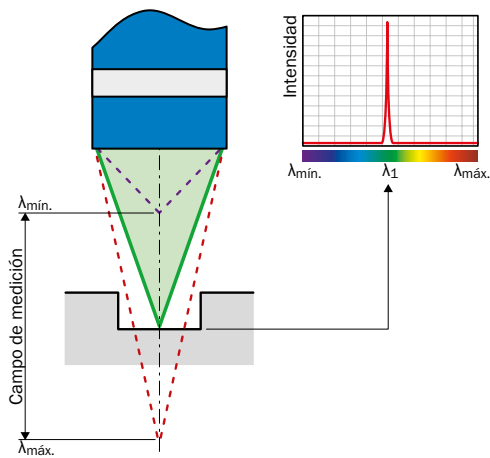 Intensidad
λmín.
λ1
λmáx.
λmín.
Campo de medición
λmáx.